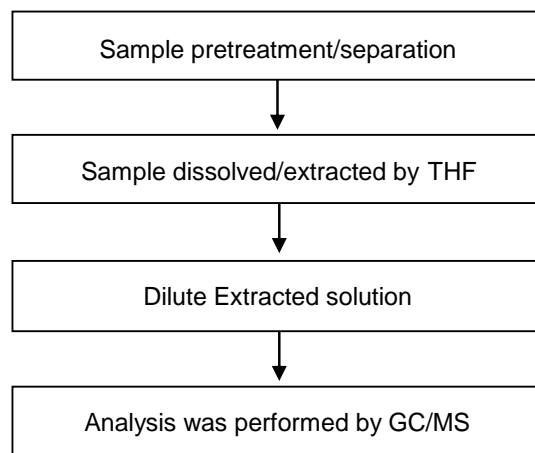 Sample pretreatment/separation
Sample dissolved/extracted by THF
Dilute Extracted solution
Analysis was performed by GC/MS